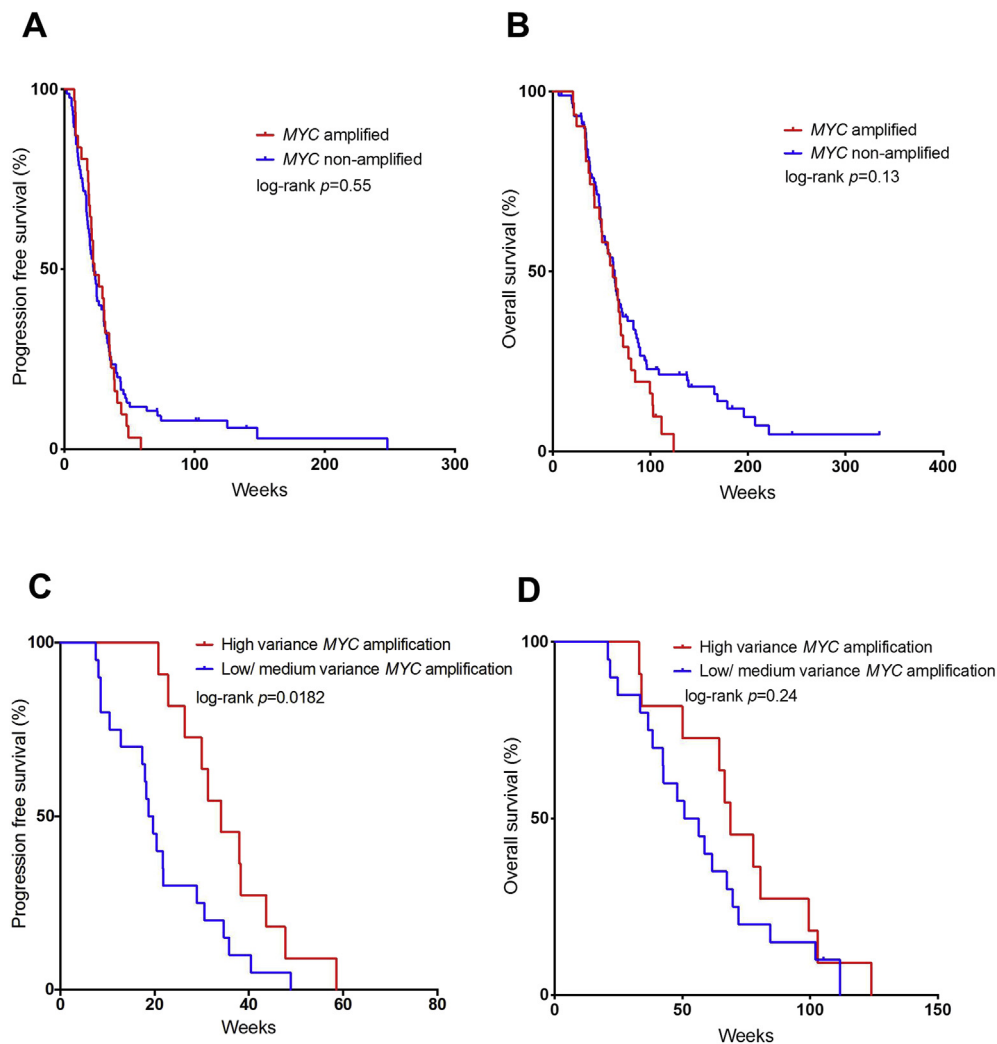 A
Progression free survival (%)
100
50
0
0 100 200 300
Weeks
MYC amplified
MYC non-amplified
log-rank p=0.55
B
Overall survival (%)
100
50
0
0 100 200 300 400
Weeks
MYC amplified
MYC non-amplified
log-rank p=0.13
C
Progression free survival (%)
100
50
0
0 20 40 60 80
Weeks
High variance MYC amplification
Low/ medium variance MYC amplification
log-rank p=0.0182
D
Overall survival (%)
100
50
0
0 50 100 150
Weeks
High variance MYC amplification
Low/ medium variance MYC amplification
log-rank p=0.24